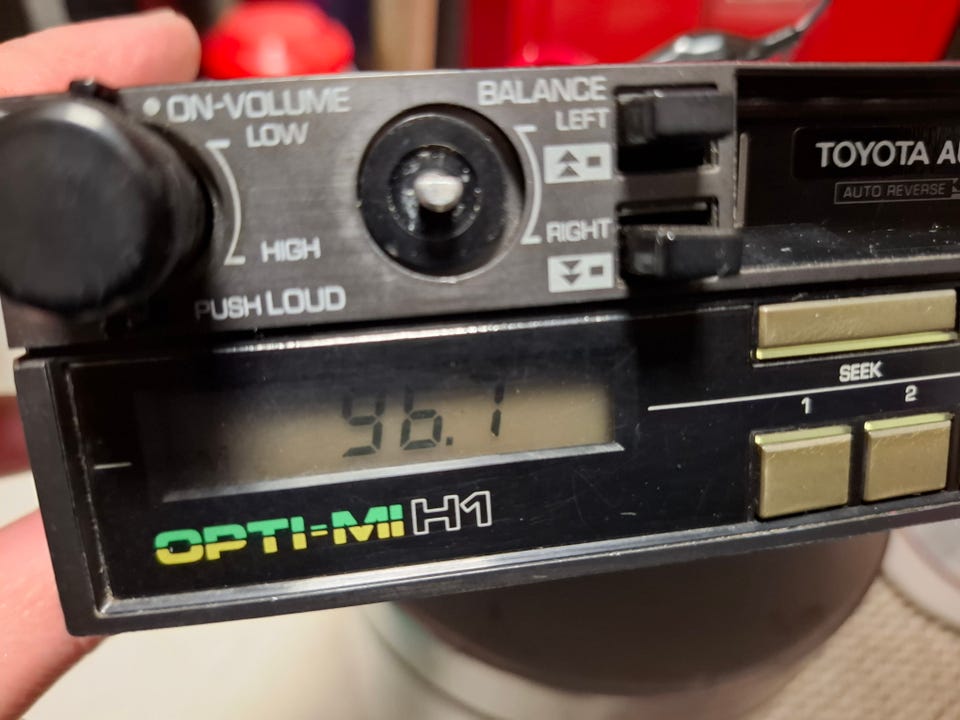 ON-VOLUME
LOW
HIGH
PUSH LOUD
BALANCE
LEFT
RIGHT
TOYOTA
AUTO REVERSE
96.1
SEEK
1 2
OPTI-MI H1